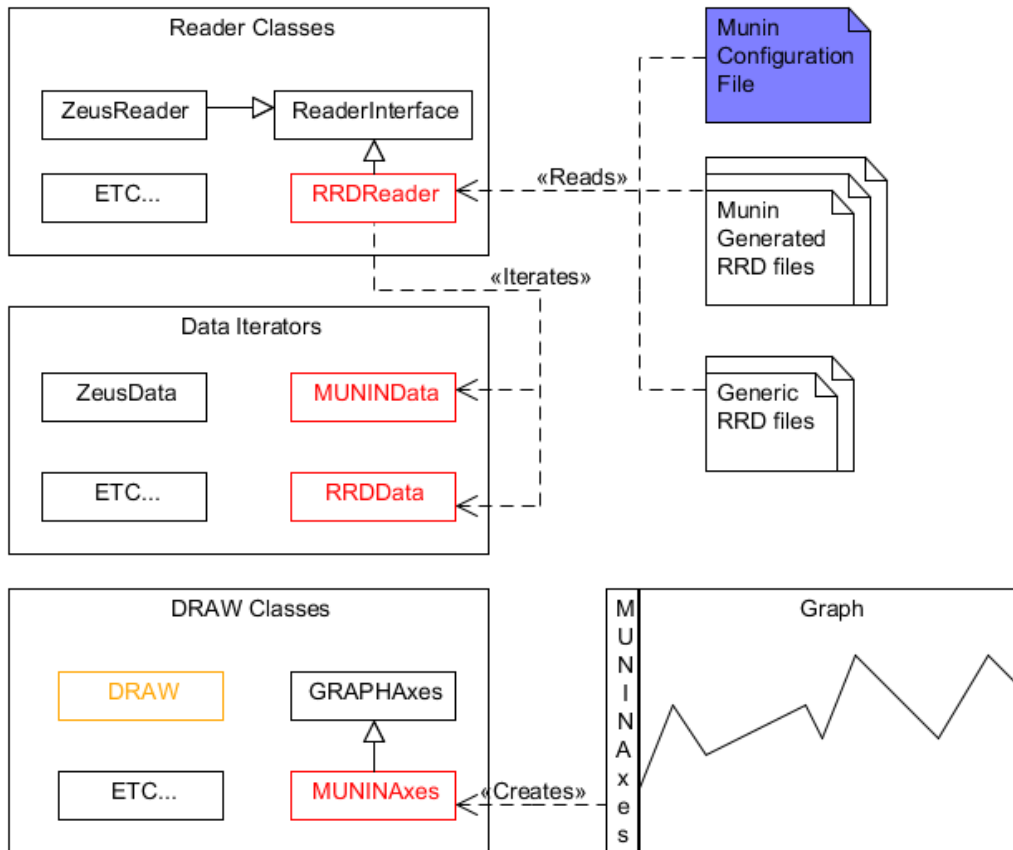 Reader Classes
ZeusReader
ReaderInterface
ETC...
RRDReader
«Reads»
Munin
Configuration
File
Munin
Generated
RRD files
«Iterates»
Data Iterators
ZeusData
MUNINData
ETC...
RRDData
Generic
RRD files
DRAW Classes
DRAW
GRAPHAxes
ETC...
MUNINAxes
«Creates»
M
U
N
I
N
A
x
e
s
Graph